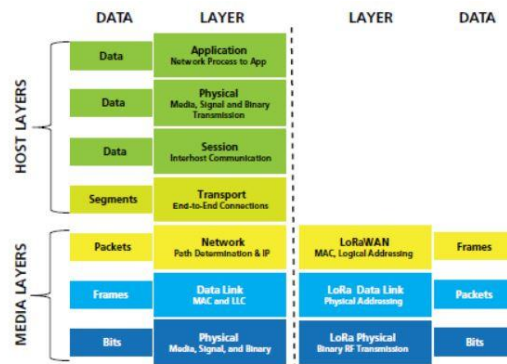 DATA LAYER LAYER DATA
HOST LAYERS
Data
Application
Network Process to App
Data
Physical
Media, Signal and Binary
Transmission
Data
Session
Interhost Communication
Segments
Transport
End-to-End Connections
MEDIA LAYERS
Packets
Network
Path Determination & IP
LoRaWAN
MAC, Logical Addressing
Frames
Frames
Data Link
MAC and LLC
LoRa Data Link
Physical Addressing
Packets
Bits
Physical
Media, Signal, and Binary
LoRa Physical
Binary RF Transmission
Bits